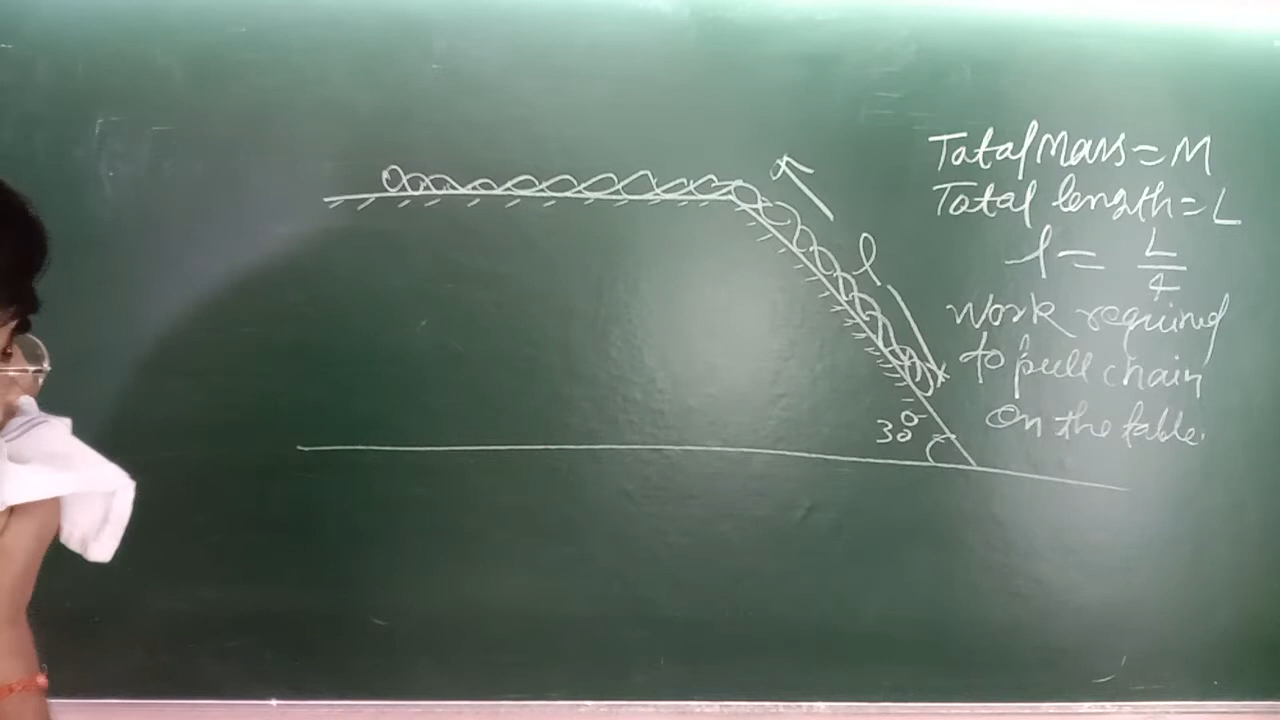 Total Mass = M
Total length = L
l = L/4
Work required
to pull chain
on the table.
l
30°